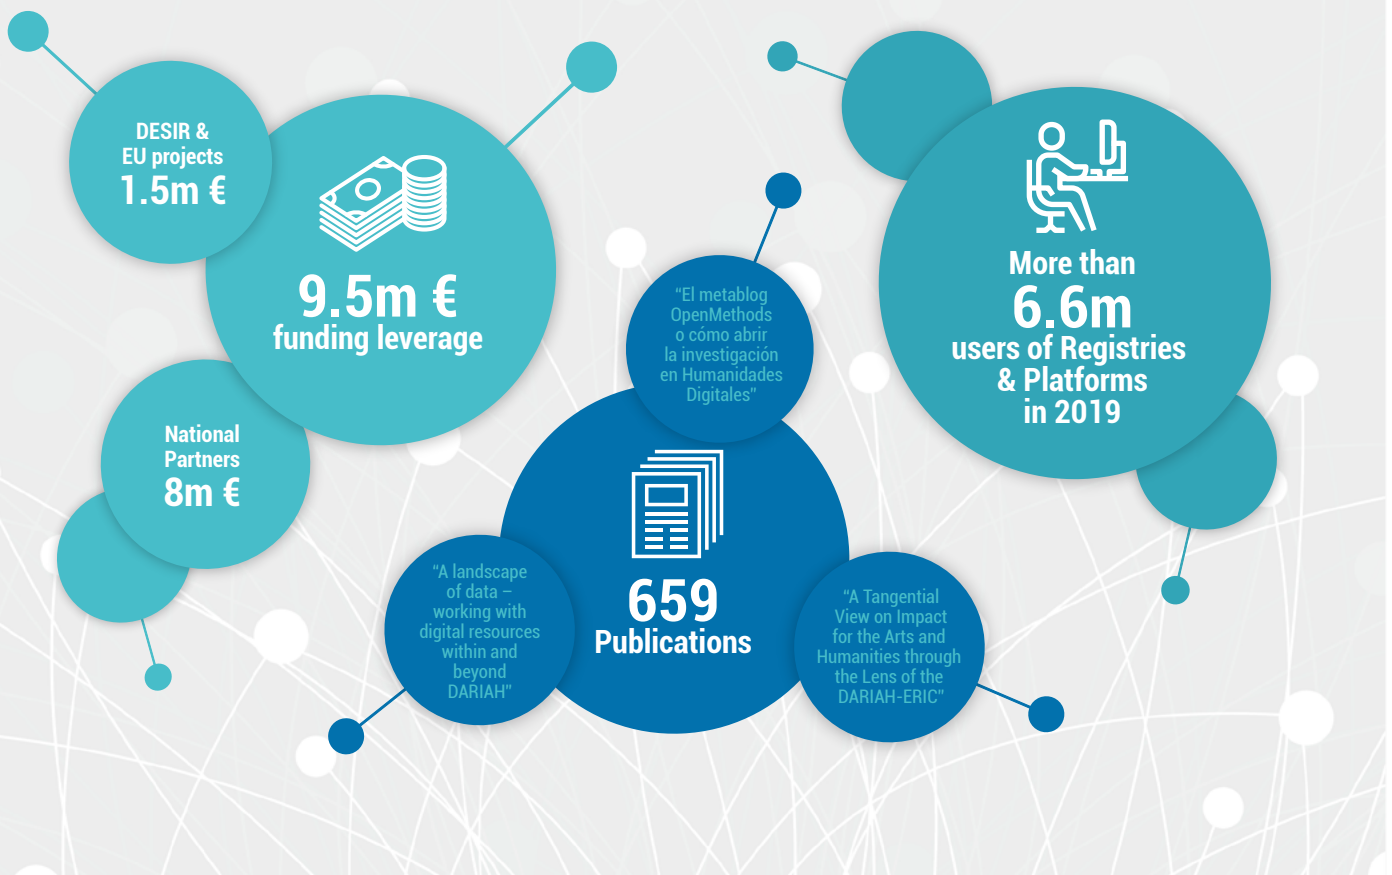 DESIR &
EU projects
1.5m €
9.5m €
funding leverage
National
Partners
8m €
“El metablog
OpenMethods
o cómo abrir
la investigación
en Humanidades
Digitales”
659
Publications
“A landscape
of data –
working with
digital resources
within and
beyond
DARIAH”
“A Tangential
View on Impact
for the Arts and
Humanities through
the Lens of the
DARIAH-ERIC”
More than
6.6m
users of Registries
& Platforms
in 2019